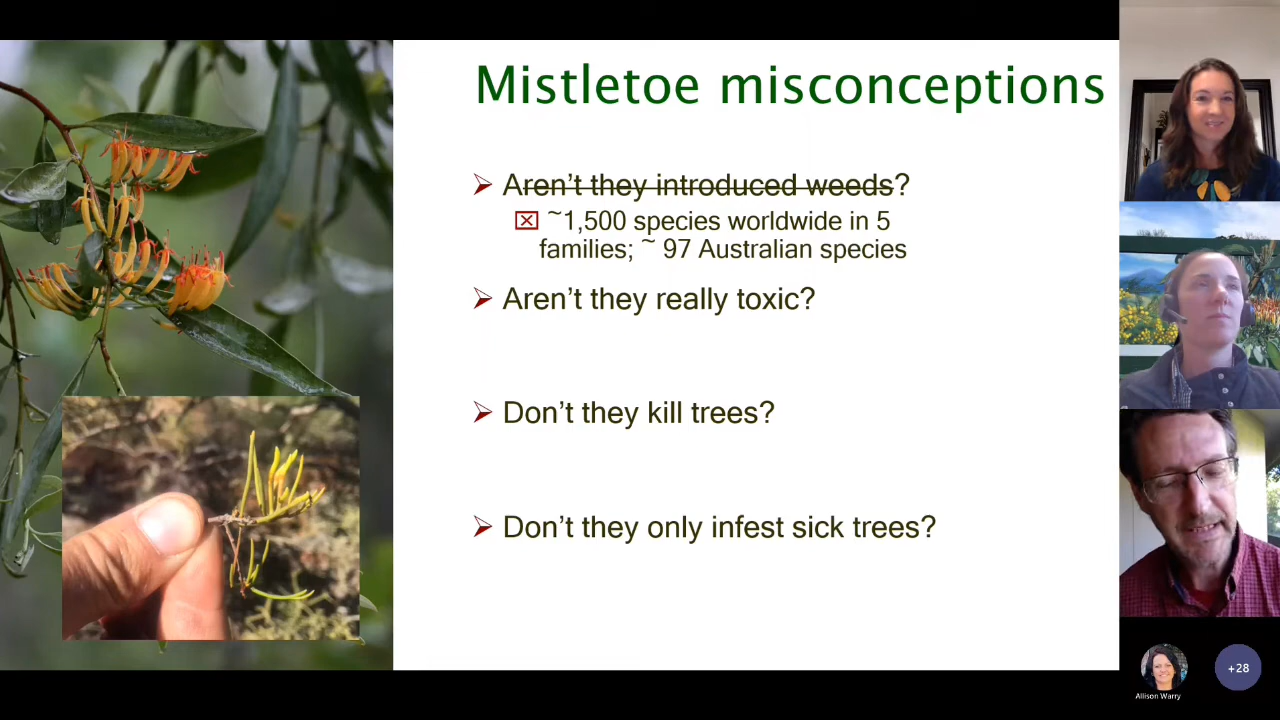 Mistletoe misconceptions
Aren't they introduced weeds?
~1,500 species worldwide in 5
families; ~ 97 Australian species
Aren't they really toxic?
Don't they kill trees?
Don't they only infest sick trees?
Allison Warry
+28